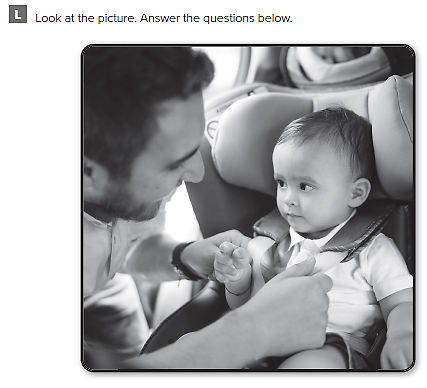 L Look at the picture. Answer the questions below.